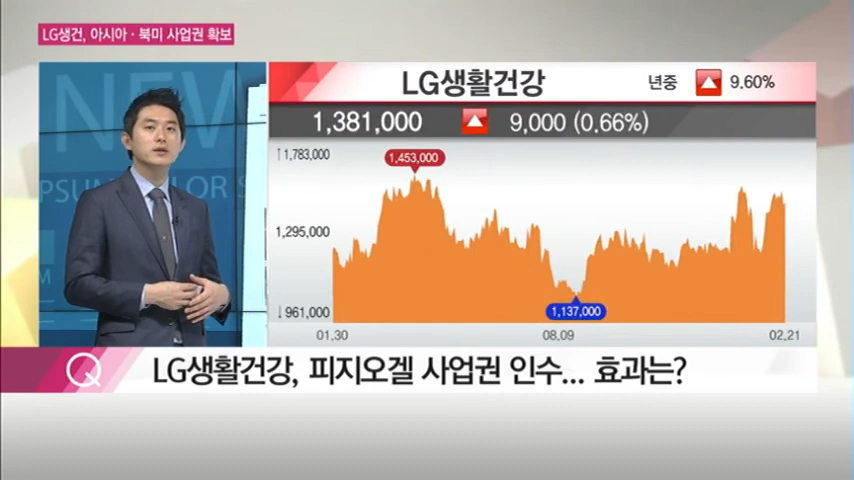 LG생건, 아시아·북미 사업권 확보
NEW
PSUM
LOR S
M
LG생활건강
년중 9.60%
1,381,000 9,000 (0.66%)
↑1,783,000
1,453,000
1,295,000
1,137,000
↓961,000
01.30 08.09 02.21
Q LG생활건강, 피지오겔 사업권 인수... 효과는?